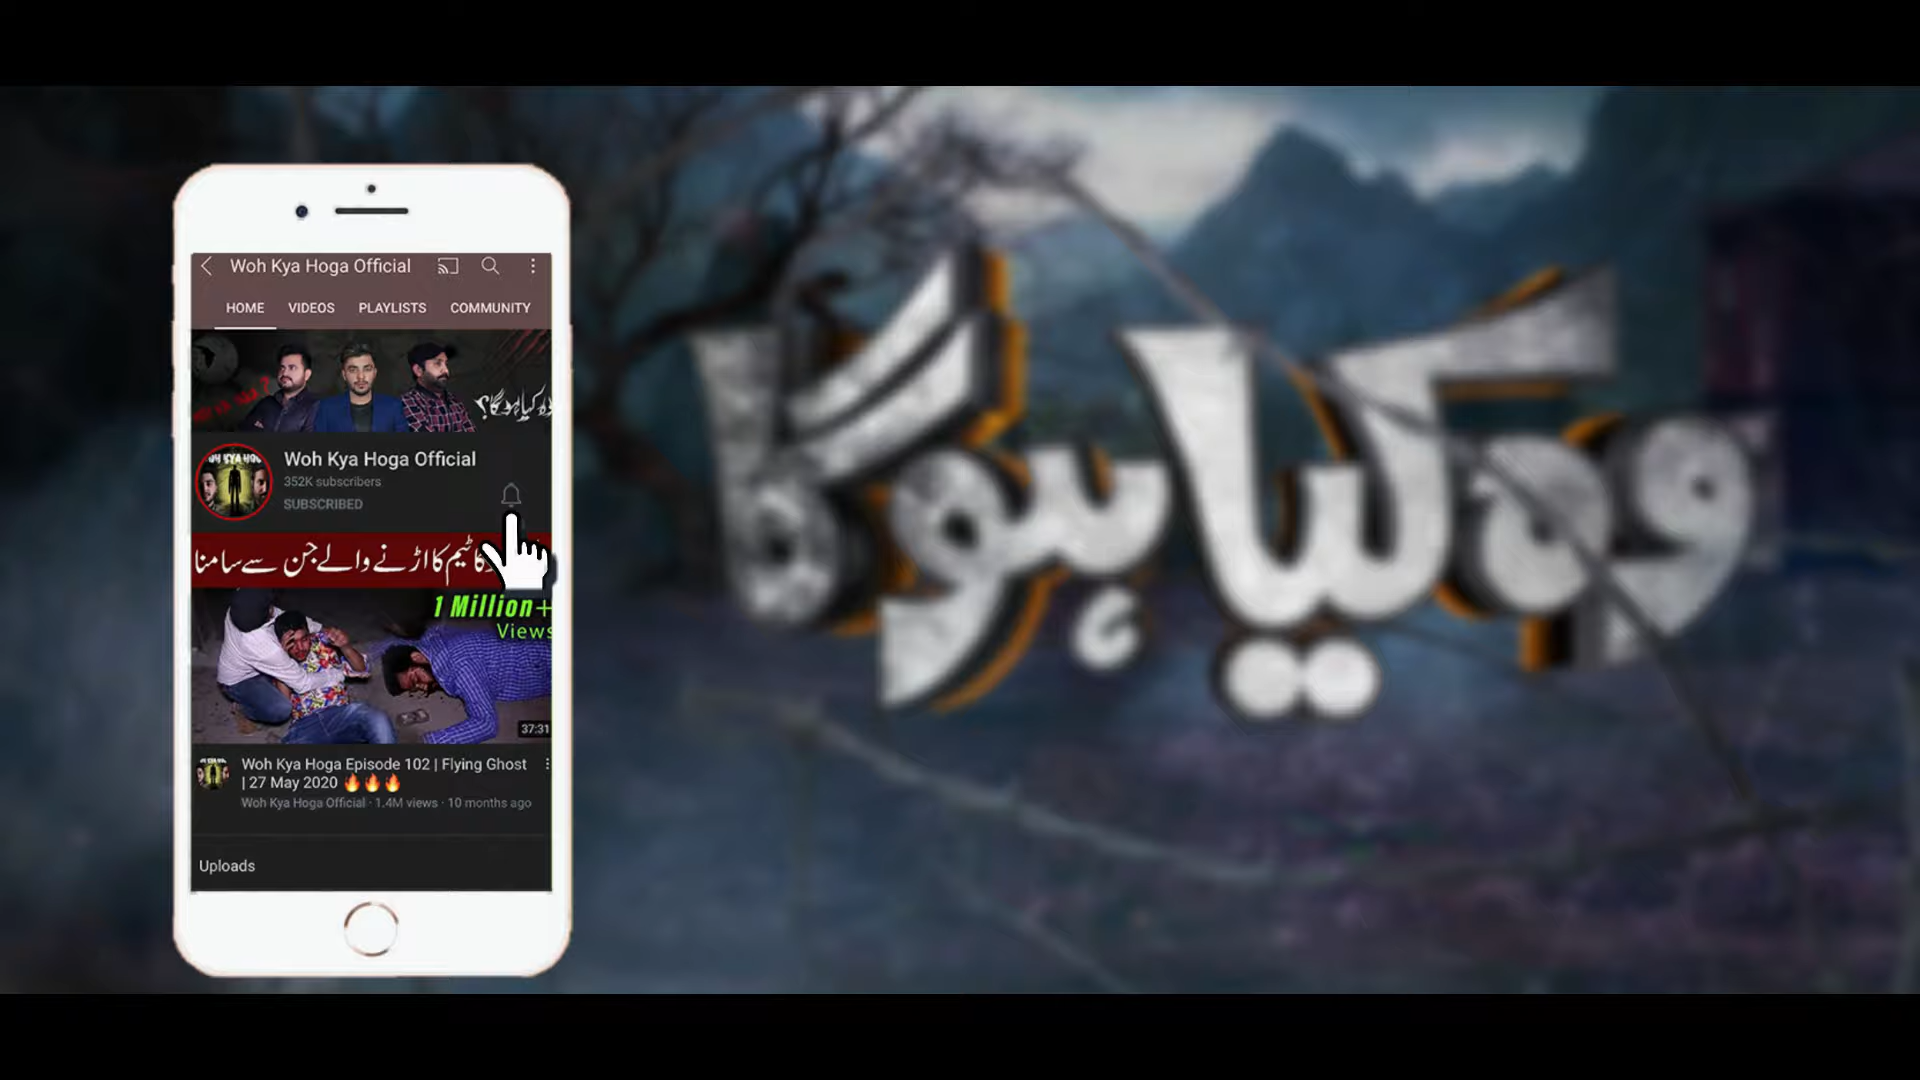 Woh Kya Hoga Official
HOME VIDEOS PLAYLISTS COMMUNITY
وہ کیا ہوگا؟
Woh Kya Hoga Official
352K subscribers
SUBSCRIBED
ٹیم کا اڑنے والے جن سے سامنا
1 Million+
Views
37:31
Woh Kya Hoga Episode 102 | Flying Ghost
| 27 May 2020 🔥🔥🔥
Woh Kya Hoga Official · 1.4M views · 10 months ago
Uploads
وہ کیا ہوگا